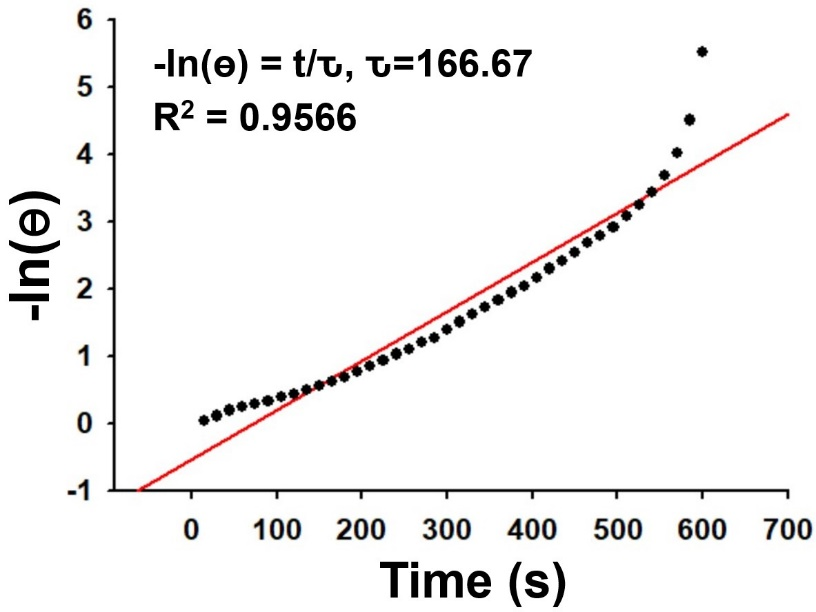 -ln(ɵ) = t/τ, τ=166.67
R² = 0.9566
6
5
4
3
2
1
0
-1
-ln(ɵ)
0 100 200 300 400 500 600 700
Time (s)